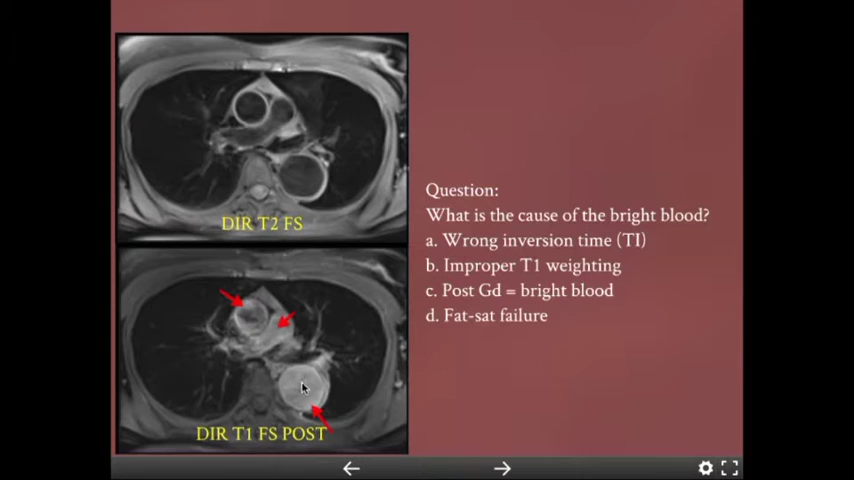 DIR T2 FS
DIR T1 FS POST
Question:
What is the cause of the bright blood?
a. Wrong inversion time (TI)
b. Improper T1 weighting
c. Post Gd = bright blood
d. Fat-sat failure